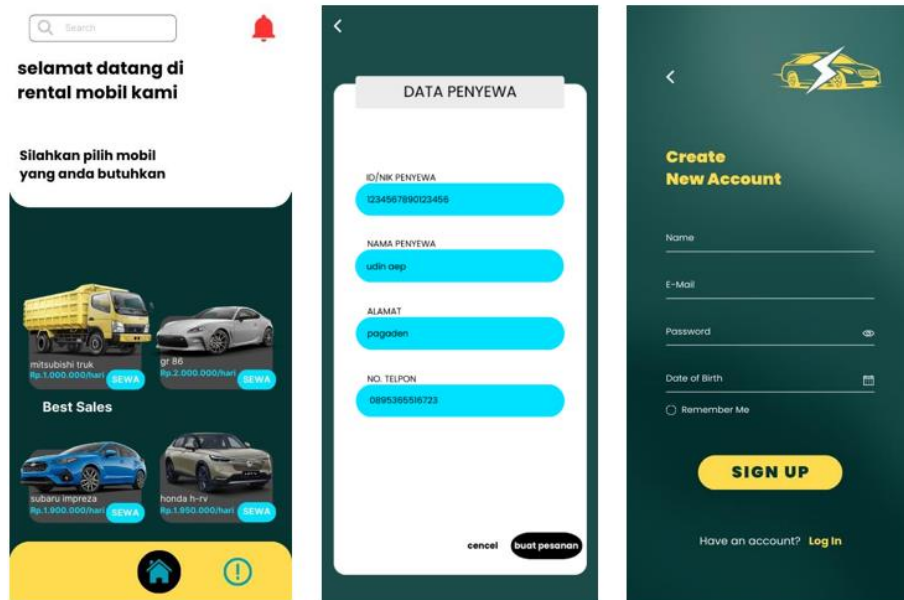 Search
selamat datang di
rental mobil kami
Silahkan pilih mobil
yang anda butuhkan
mitsubishi truk
Rp.1.000.000/hari
SEWA
gr 86
Rp.2.000.000/hari
SEWA
Best Sales
subaru impreza
Rp.1.900.000/hari
SEWA
honda h-rv
Rp.1.850.000/hari
SEWA
DATA PENYEWA
ID/NIK PENYEWA
1234567890123456
NAMA PENYEWA
udin aep
ALAMAT
pagaden
NO. TELPON
0895365516723
cencel
buat pesanan
Create
New Account
Name
E-Mail
Password
Date of Birth
Remember Me
SIGN UP
Have an account? Log In